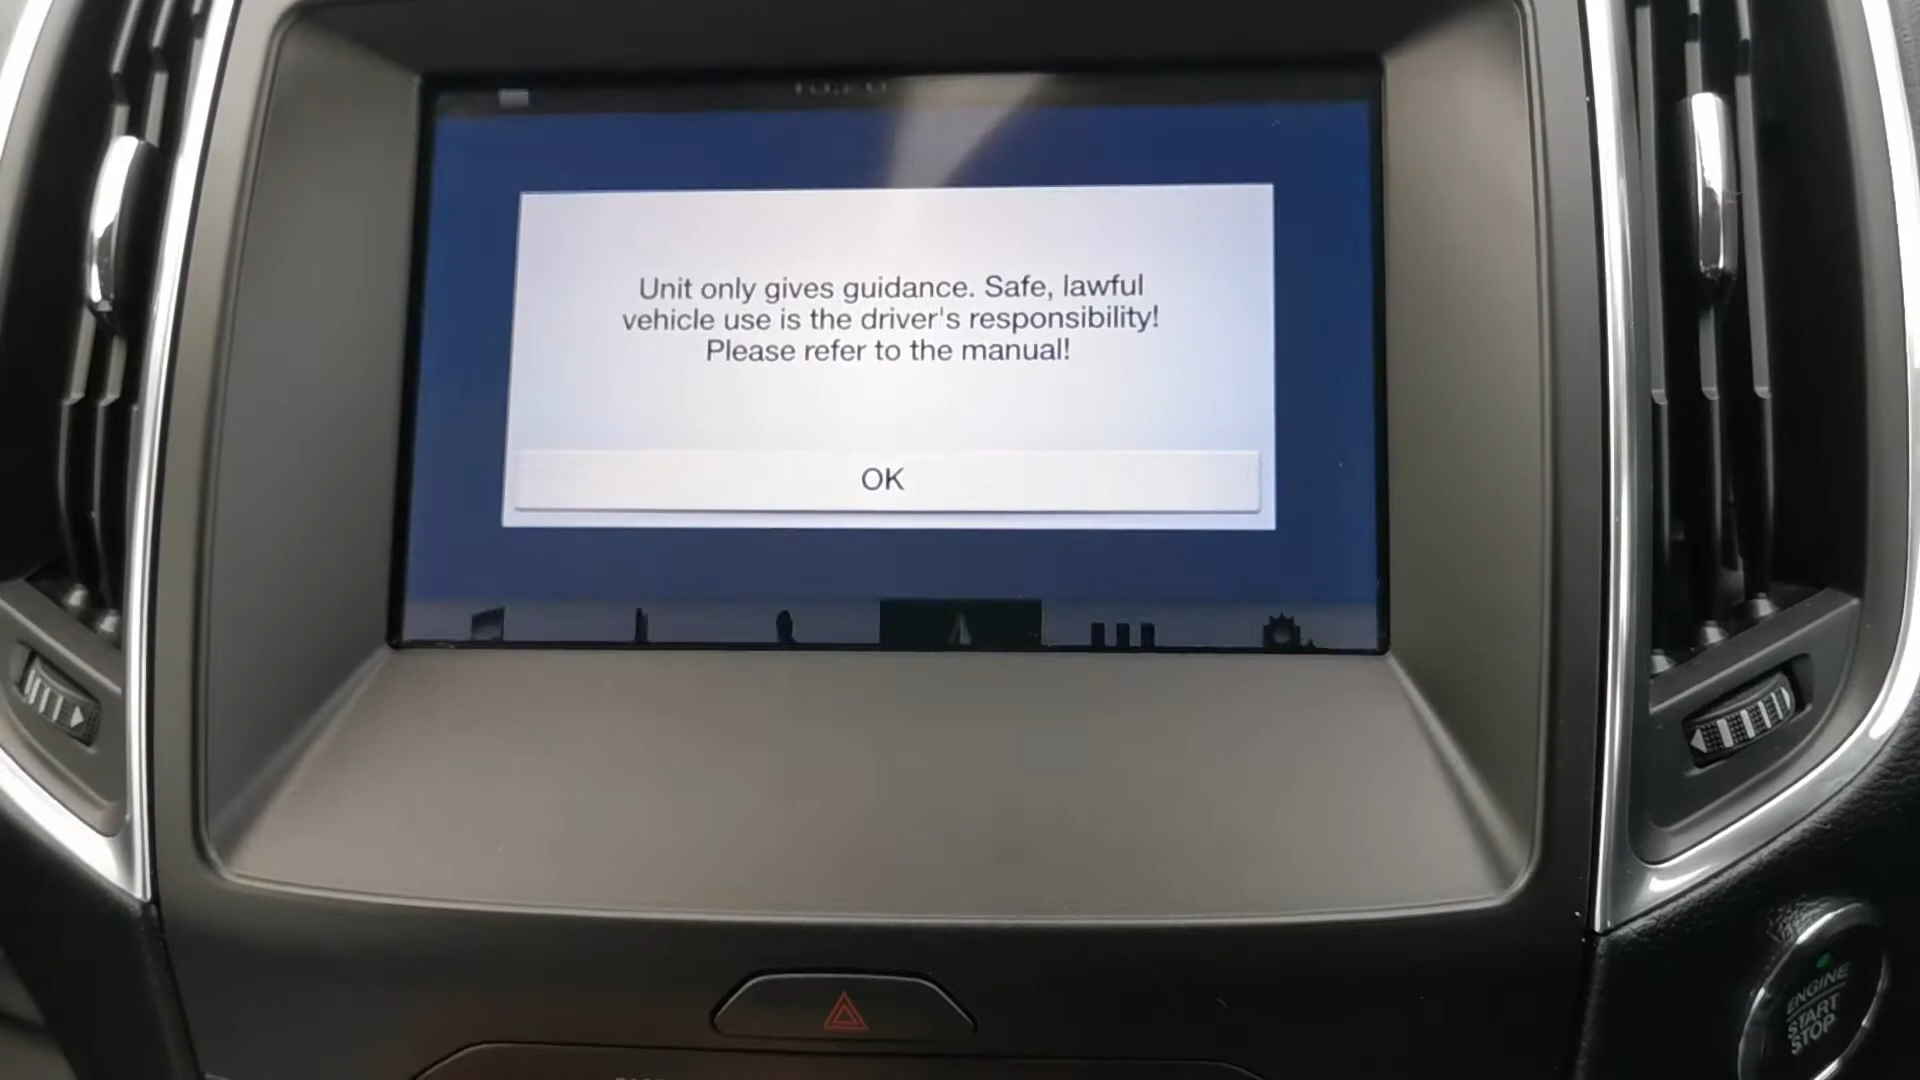 Unit only gives guidance. Safe, lawful
vehicle use is the driver's responsibility!
Please refer to the manual!
OK
ENGINE
START
STOP